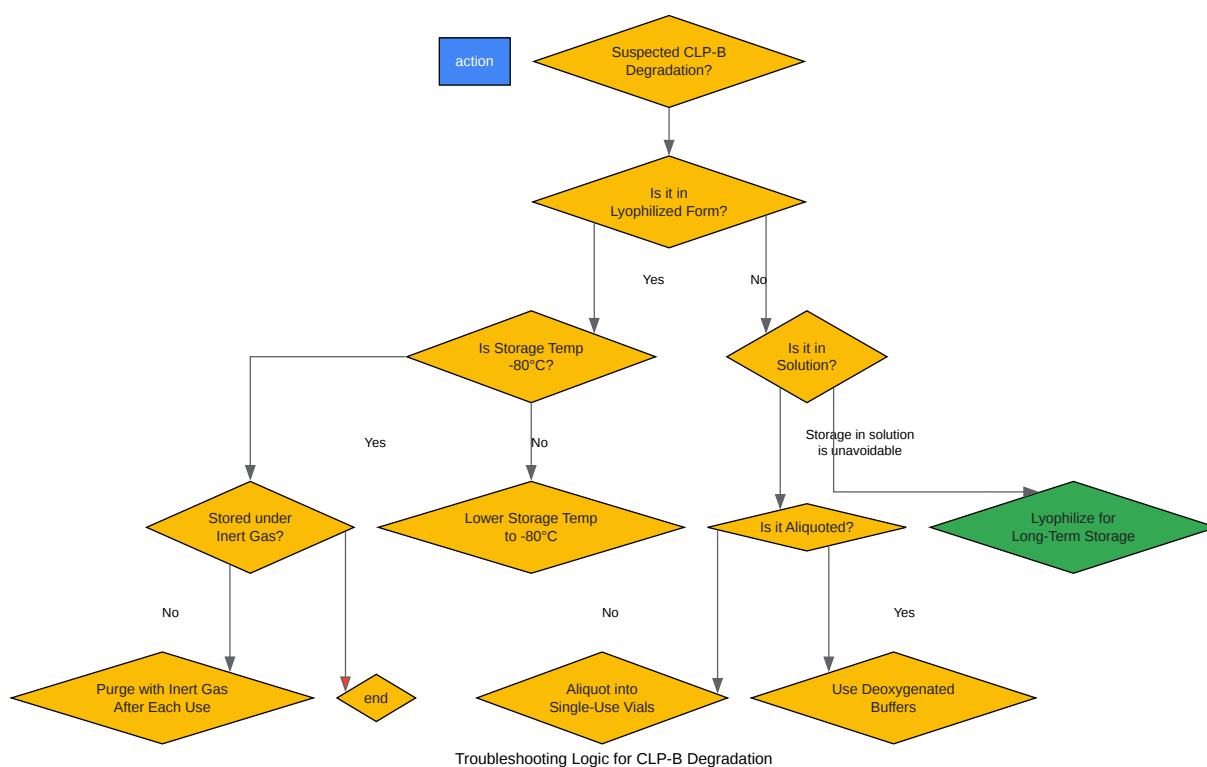 action
Suspected CLP-B
Degradation?
Is it in
Lyophilized Form?
Yes
No
Is Storage Temp
-80°C?
Is it in
Solution?
Yes
No
Storage in solution
is unavoidable
Stored under
Inert Gas?
Lower Storage Temp
to -80°C
Is it Aliquoted?
Lyophilize for
Long-Term Storage
No
No
Yes
Purge with Inert Gas
After Each Use
end
Aliquot into
Single-Use Vials
Use Deoxygenated
Buffers
Troubleshooting Logic for CLP-B Degradation